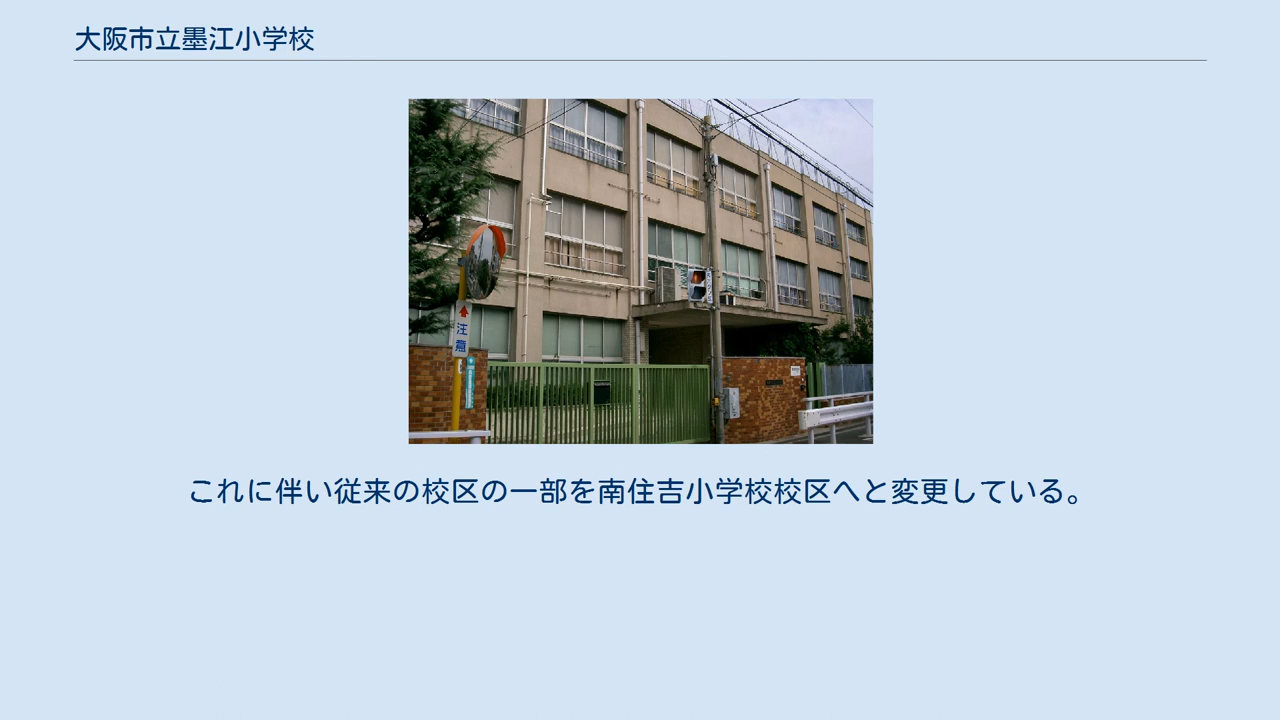 大阪市立墨江小学校
注意
これに伴い従来の校区の一部を南住吉小学校校区へと変更している。